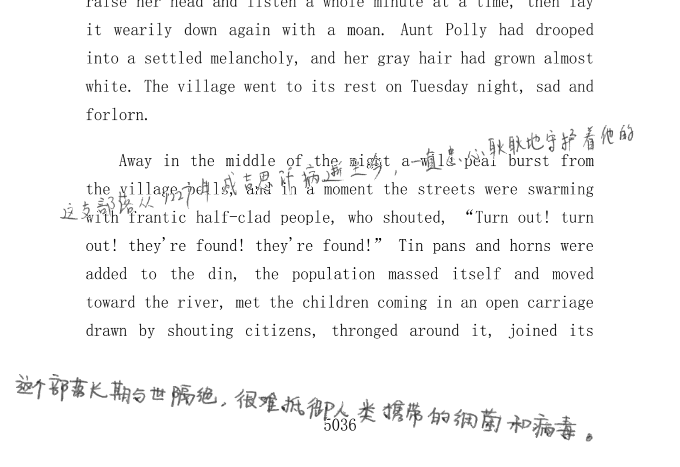 raise her head and listen a whole minute at a time, then lay
it wearily down again with a moan. Aunt Polly had drooped
into a settled melancholy, and her gray hair had grown almost
white. The village went to its rest on Tuesday night, sad and
forlorn.
Away in the middle of the night a wild peal burst from
the village bells, and in a moment the streets were swarming
这支部落从1227年成吉思汗病逝至今，一直忠心耿耿地守护着他的
with frantic half-clad people, who shouted, “Turn out! turn
out! they're found! they're found!” Tin pans and horns were
added to the din, the population massed itself and moved
toward the river, met the children coming in an open carriage
drawn by shouting citizens, thronged around it, joined its
这个部落长期与世隔绝，很难抵御人类携带的细菌和病毒。
5036